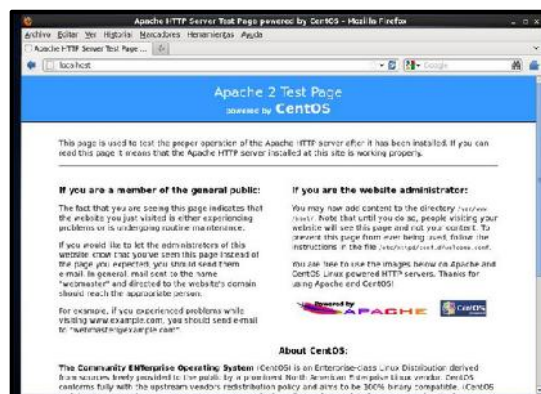 Apache HTTP Server Test Page powered by CentOS - Mozilla Firefox
Archivo Editar Ver Historial Marcadores Herramientas Ayuda
Apache HTTP Server Test Page ...
localhost
Google
Apache 2 Test Page
powered by CentOS
This page is used to test the proper operation of the Apache HTTP server after it has been installed. If you can
read this page it means that the Apache HTTP server installed at this site is working properly.
If you are a member of the general public:
The fact that you are seeing this page indicates that
the website you just visited is either experiencing
problems or is undergoing routine maintenance.
If you would like to let the administrators of this
website know that you've seen this page instead of
the page you expected, you should send them
e-mail. In general, mail sent to the name
"webmaster" and directed to the website's domain
should reach the appropriate person.
For example, if you experienced problems while
visiting www.example.com, you should send e-mail
to "webmaster@example.com".
If you are the website administrator:
You may now add content to the directory /var/www
/html/. Note that until you do so, people visiting your
website will see this page and not your content. To
prevent this page from ever being used, follow the
instructions in the file /etc/httpd/conf.d/welcome.conf.
You are free to use the images below on Apache and
CentOS Linux powered HTTP servers. Thanks for
using Apache and CentOS!
Powered by
APACHE
CentOS
About CentOS:
The Community ENTerprise Operating System (CentOS) is an Enterprise-class Linux Distribution derived
from sources freely provided to the public by a prominent North American Enterprise Linux vendor. CentOS
conforms fully with the upstream vendors redistribution policy and aims to be 100% binary compatible. (CentOS